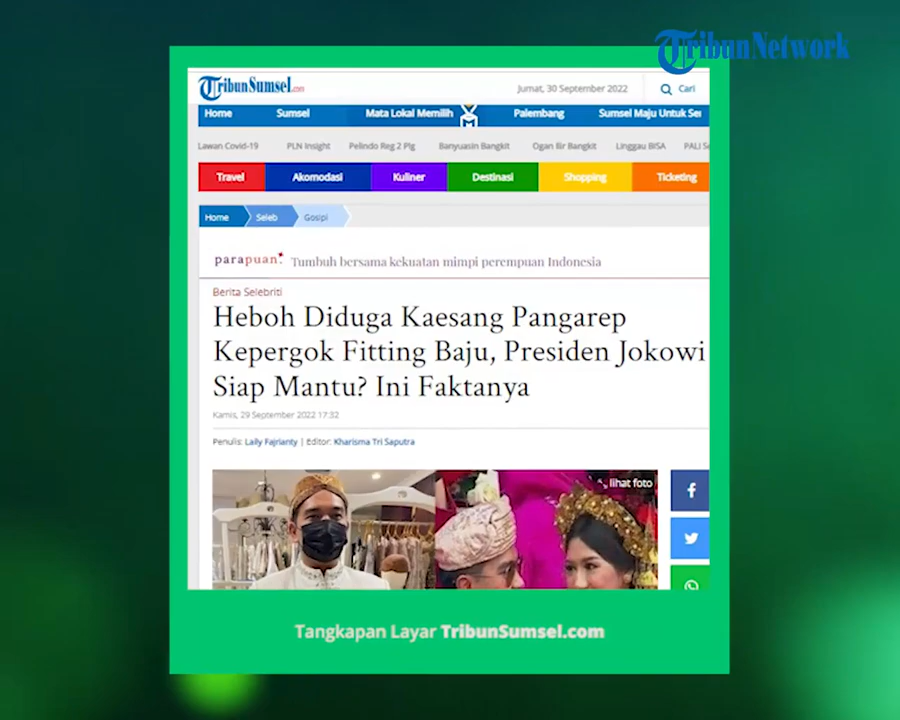 TribunNetwork
TribunSumsel.com
Jumat, 30 September 2022
Cari
Home Sumsel Mata Lokal Memilih Palembang Sumsel Maju Untuk
Lawan Covid-19 PLN Insight Pelindo Reg 2 Plg Banyuasin Bangkit Ogan Ilir Bangkit Linggau BISA PALI
Travel Akomodasi Kuliner Destinasi Shopping Ticketing
Home Seleb Gosipi
parapuan. Tumbuh bersama kekuatan mimpi perempuan Indonesia
Berita Selebriti
Heboh Diduga Kaesang Pangarep
Kepergok Fitting Baju, Presiden Jokowi
Siap Mantu? Ini Faktanya
Kamis, 29 September 2022 17:32
Penulis: Laily Fajrianty | Editor: Kharisma Tri Saputra
lihat foto
Tangkapan Layar TribunSumsel.com